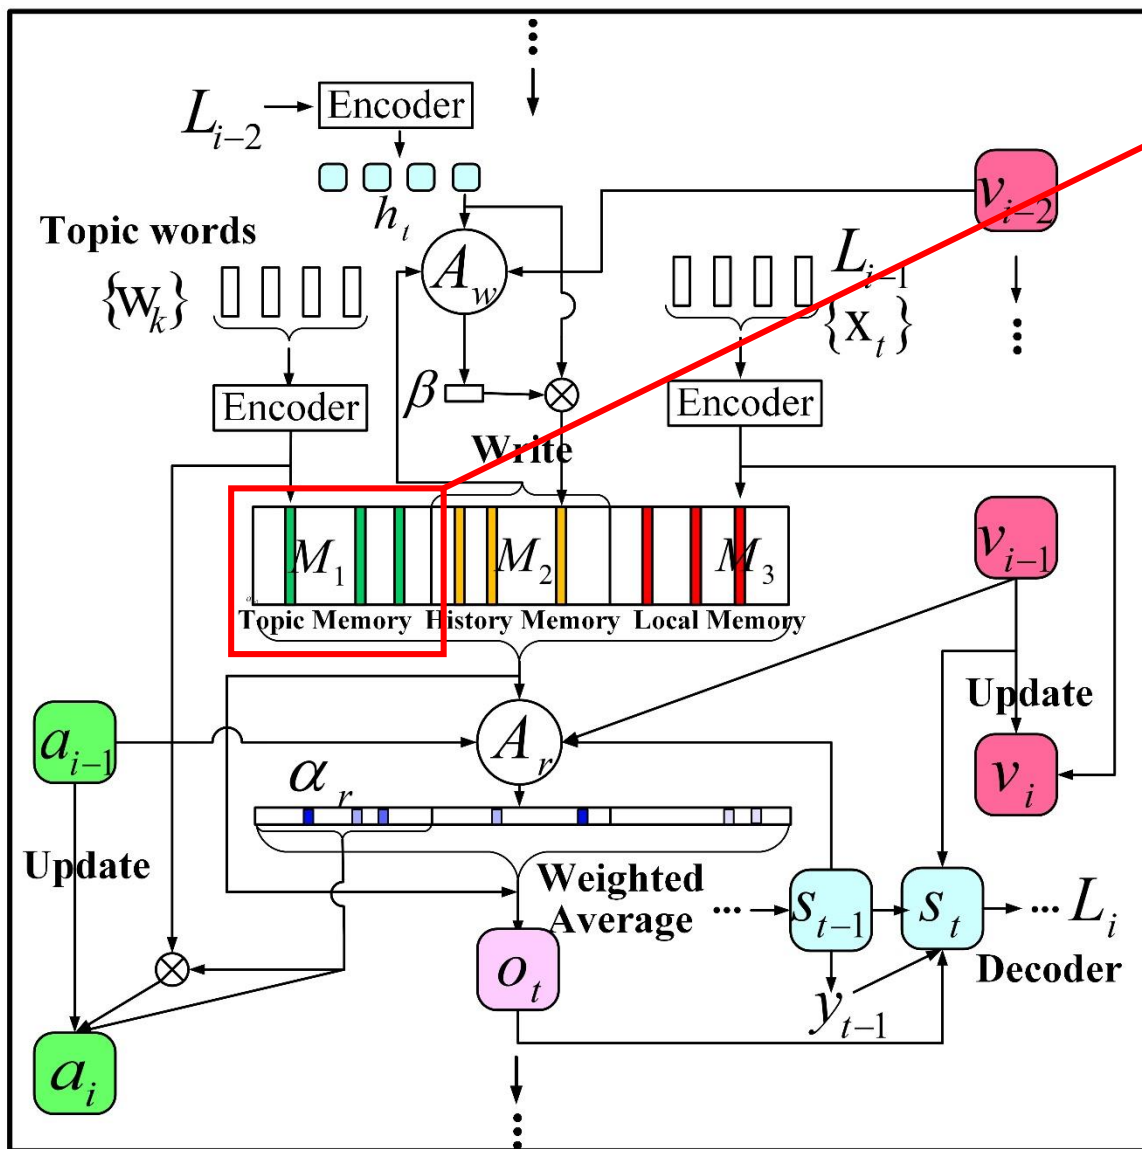 Encoder
L_{i-2}
h_t
v_{i-2}
Topic words
{W_k}
A_w
L_{i-1}
{X_t}
β
Encoder
Encoder
Write
M_1
M_2
M_3
v_{i-1}
Topic Memory
History Memory
Local Memory
a_{i-1}
A_r
Update
v_i
α_r
Update
Weighted
Average
...
s_{t-1}
s_t
... L_i
Decoder
o_t
y_{t-1}
a_i